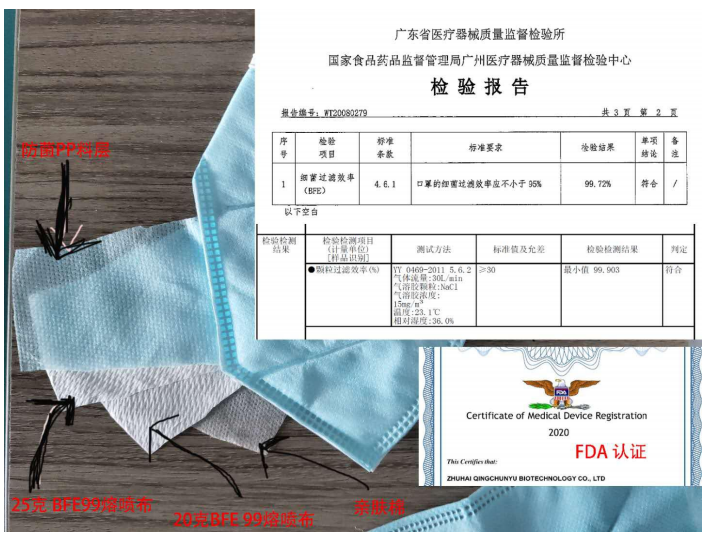 广东省医疗器械质量监督检验所
国家食品药品监督管理局广州医疗器械质量监督检验中心
检验报告
报告编号：WT20080279 共 3 页 第 2 页
序号 检验项目 标准条款 标准要求 检验结果 单项结论 备注
1 细菌过滤效率（BFE） 4.6.1 口罩的细菌过滤效率应不小于 95% 99.72% 符合 /
以下空白
检验检测结果 检验检测项目(计量单位)[样品识别] 测试方法 标准值及允差 检验检测结果 判定
●颗粒过滤效率(%) YY 0469-2011 5.6.2 ≥30 最小值 99.903 符合
气体流量:30L/min
气溶胶颗粒:NaCl
气溶胶浓度:
15mg/m³
温度:23.1℃
相对湿度:36.0%
防菌PP料层
25克 BFE99熔喷布
20克BFE 99熔喷布
亲肤棉
FDA
Certificate of Medical Device Registration
2020
FDA 认证
This Certifies that:
ZHUHAI QINGCHUNYU BIOTECHNOLOGY CO., LTD